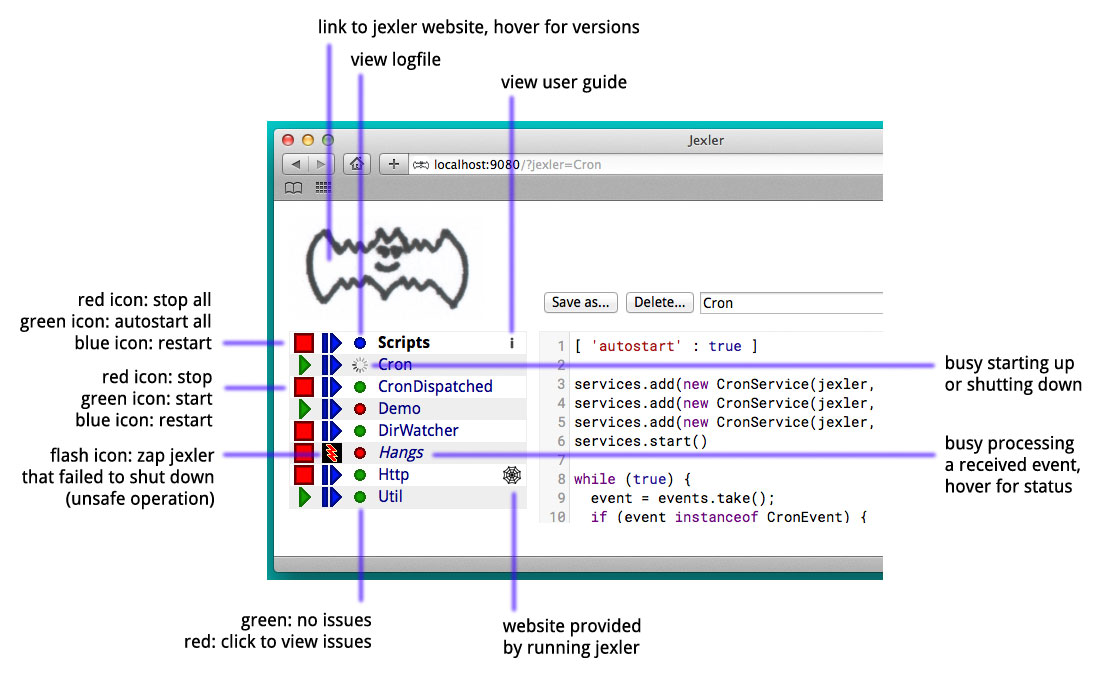 link to jexler website, hover for versions
view logfile
view user guide
Jexler
localhost:9080/?jexler=Cron
red icon: stop all
green icon: autostart all
blue icon: restart
Save as...
Delete...
Cron
Scripts
i
Cron
CronDispatched
Demo
DirWatcher
Hangs
Http
Util
red icon: stop
green icon: start
blue icon: restart
flash icon: zap jexler
that failed to shut down
(unsafe operation)
1 [ 'autostart' : true ]
2
3 services.add(new CronService(jexler,
4 services.add(new CronService(jexler,
5 services.add(new CronService(jexler,
6 services.start()
7
8 while (true) {
9 event = events.take();
10 if (event instanceof CronEvent) {
busy starting up
or shutting down
busy processing
a received event,
hover for status
green: no issues
red: click to view issues
website provided
by running jexler